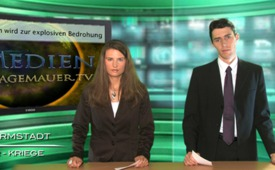 n wird zur explosiven Bedrohung
MEDIEN
AGEMAUER.TV
RMSTADT
- KRIEGE